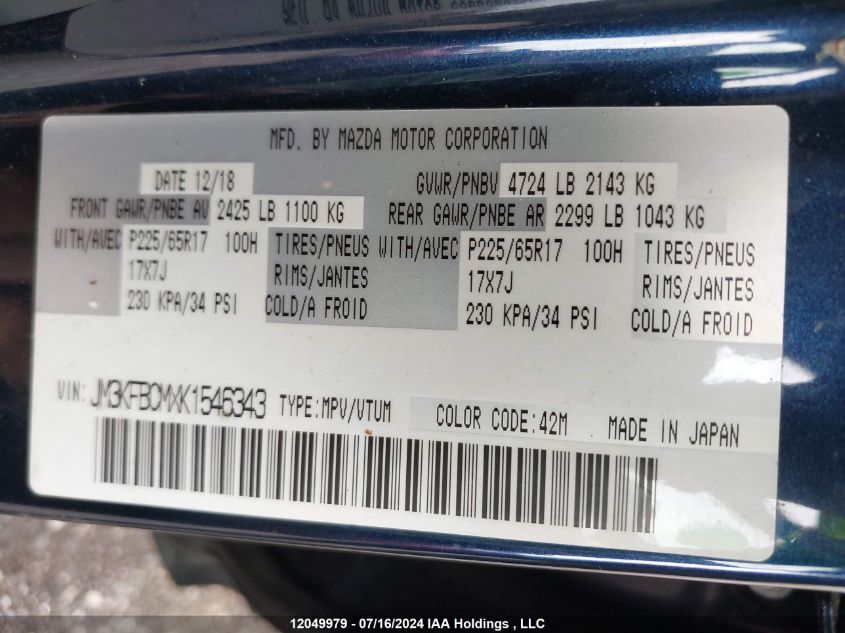 MFD. BY MAZDA MOTOR CORPORATION
DATE 12/18 GVWR/PNBV 4724 LB 2143 KG
FRONT GAWR/PNBE AV 2425 LB 1100 KG REAR GAWR/PNBE AR 2299 LB 1043 KG
WITH/AVEC P225/65R17 100H TIRES/PNEUS WITH/AVEC P225/65R17 100H TIRES/PNEUS
17X7J RIMS/JANTES 17X7J RIMS/JANTES
230 KPA/34 PSI COLD/A FROID 230 KPA/34 PSI COLD/A FROID
VIN: JM3KFBCMXK1546343 TYPE:MPV/VTUM COLOR CODE:42M MADE IN JAPAN
12049979 - 07/16/2024 IAA Holdings , LLC